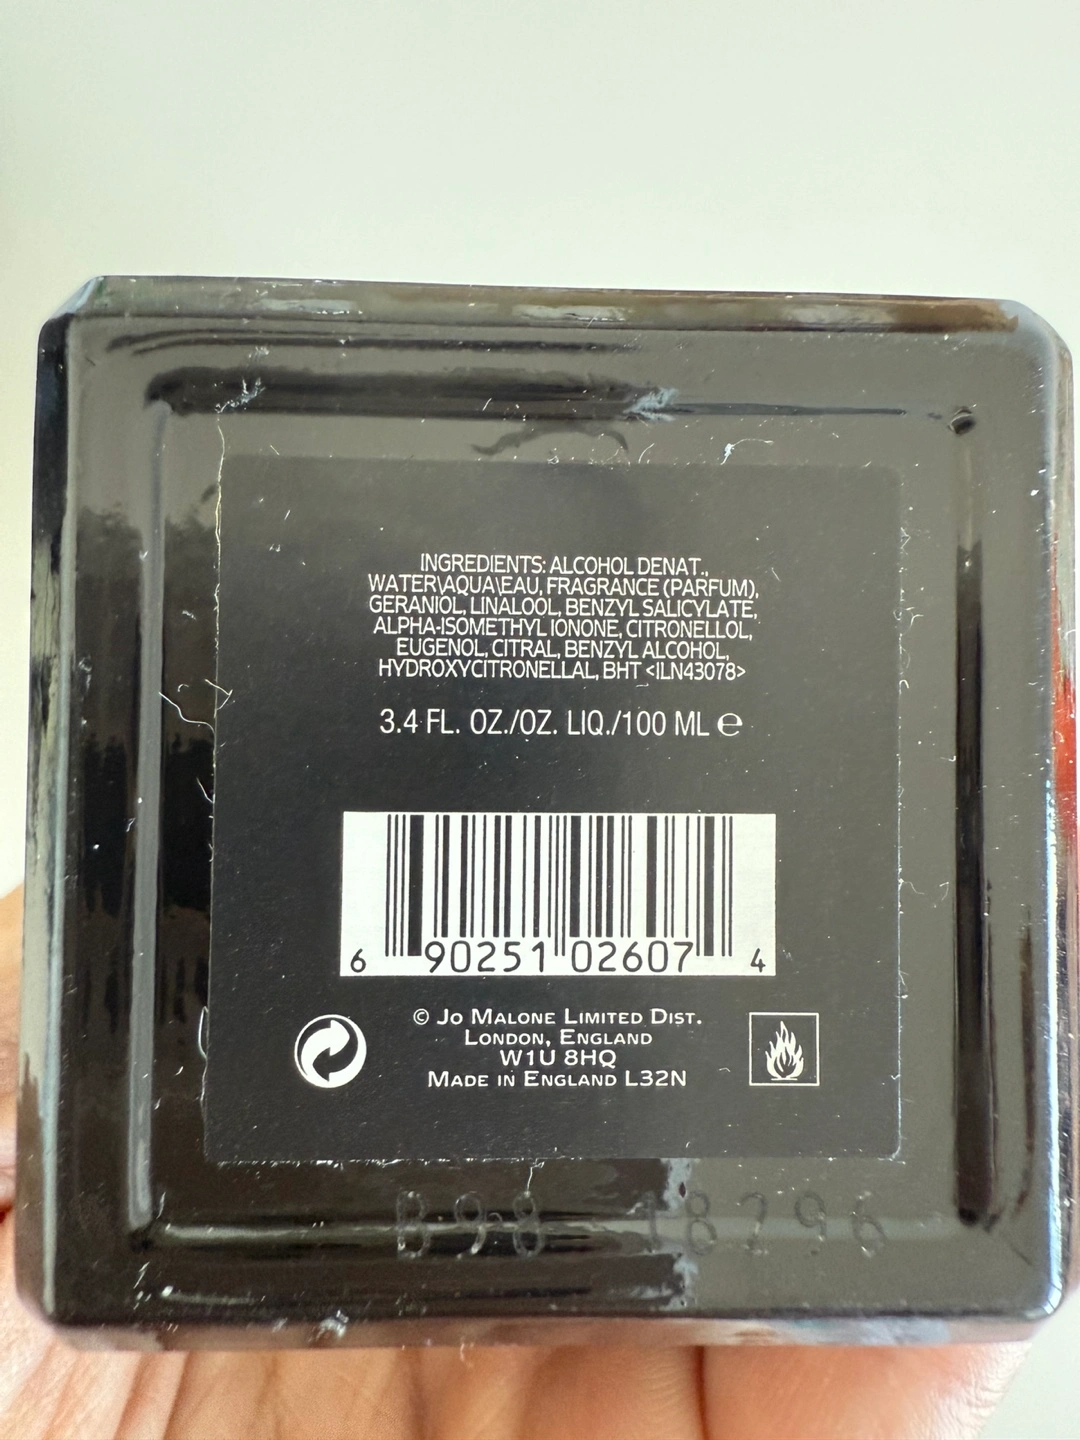 INGREDIENTS: ALCOHOL DENAT.,
WATER\AQUA\EAU, FRAGRANCE (PARFUM),
GERANIOL, LINALOOL, BENZYL SALICYLATE,
ALPHA-ISOMETHYL IONONE, CITRONELLOL,
EUGENOL, CITRAL, BENZYL ALCOHOL,
HYDROXYCITRONELLAL, BHT <ILN43078>
3.4 FL. OZ./OZ. LIQ./100 ML ℮
6 90251 02607 4
© JO MALONE LIMITED DIST.
LONDON, ENGLAND
W1U 8HQ
MADE IN ENGLAND L32N
B98 18296